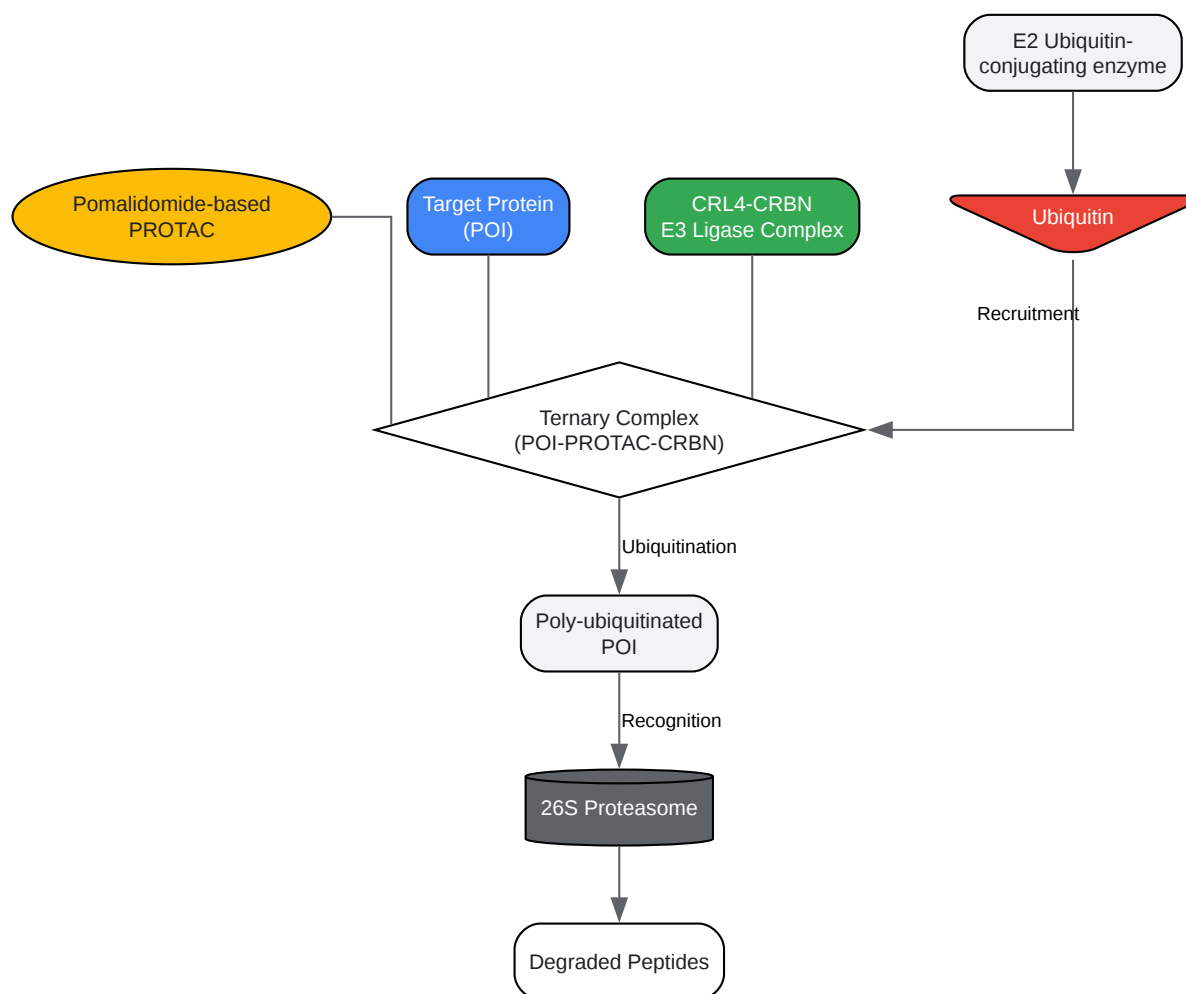 E2 Ubiquitin-
conjugating enzyme
Pomalidomide-based
PROTAC
Target Protein
(POI)
CRL4-CRBN
E3 Ligase Complex
Ubiquitin
Recruitment
Ternary Complex
(POI-PROTAC-CRBN)
Ubiquitination
Poly-ubiquitinated
POI
Recognition
26S Proteasome
Degraded Peptides